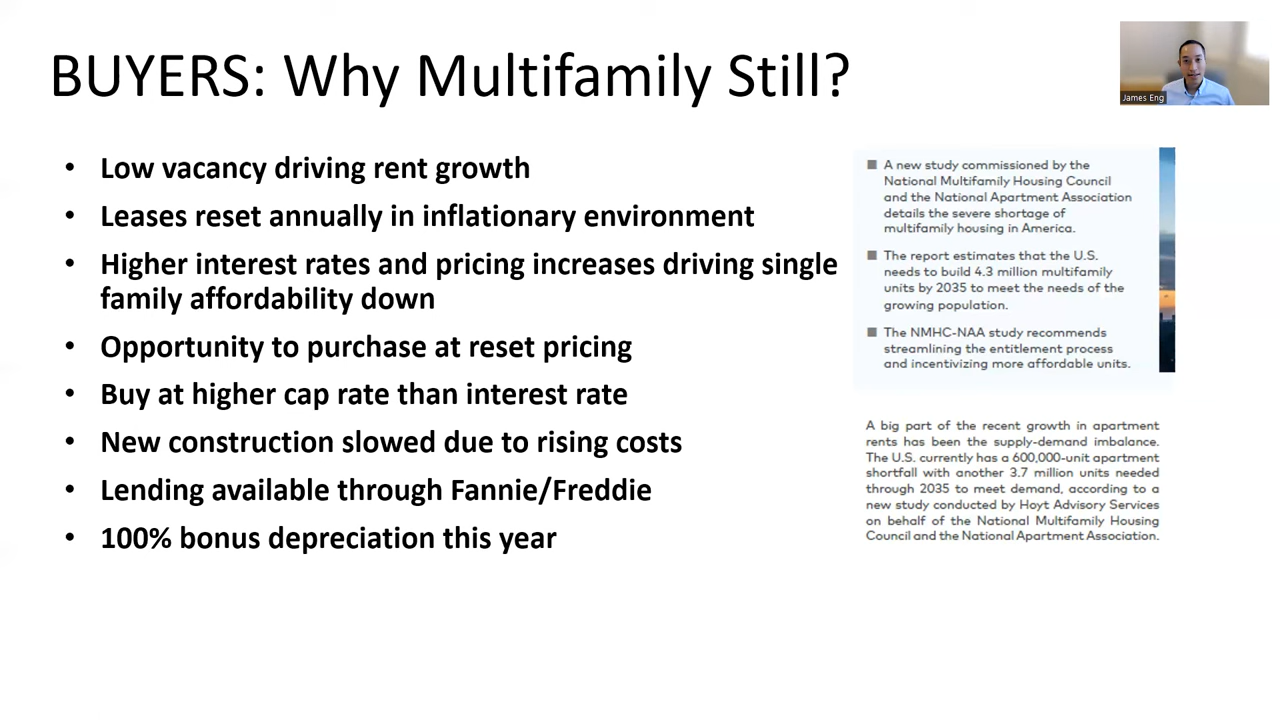 BUYERS: Why Multifamily Still?
James Eng
• Low vacancy driving rent growth
• Leases reset annually in inflationary environment
• Higher interest rates and pricing increases driving single
family affordability down
• Opportunity to purchase at reset pricing
• Buy at higher cap rate than interest rate
• New construction slowed due to rising costs
• Lending available through Fannie/Freddie
• 100% bonus depreciation this year
■ A new study commissioned by the
National Multifamily Housing Council
and the National Apartment Association
details the severe shortage of
multifamily housing in America.
■ The report estimates that the U.S.
needs to build 4.3 million multifamily
units by 2035 to meet the needs of the
growing population.
■ The NMHC-NAA study recommends
streamlining the entitlement process
and incentivizing more affordable units.
A big part of the recent growth in apartment
rents has been the supply-demand imbalance.
The U.S. currently has a 600,000-unit apartment
shortfall with another 3.7 million units needed
through 2035 to meet demand, according to a
new study conducted by Hoyt Advisory Services
on behalf of the National Multifamily Housing
Council and the National Apartment Association.